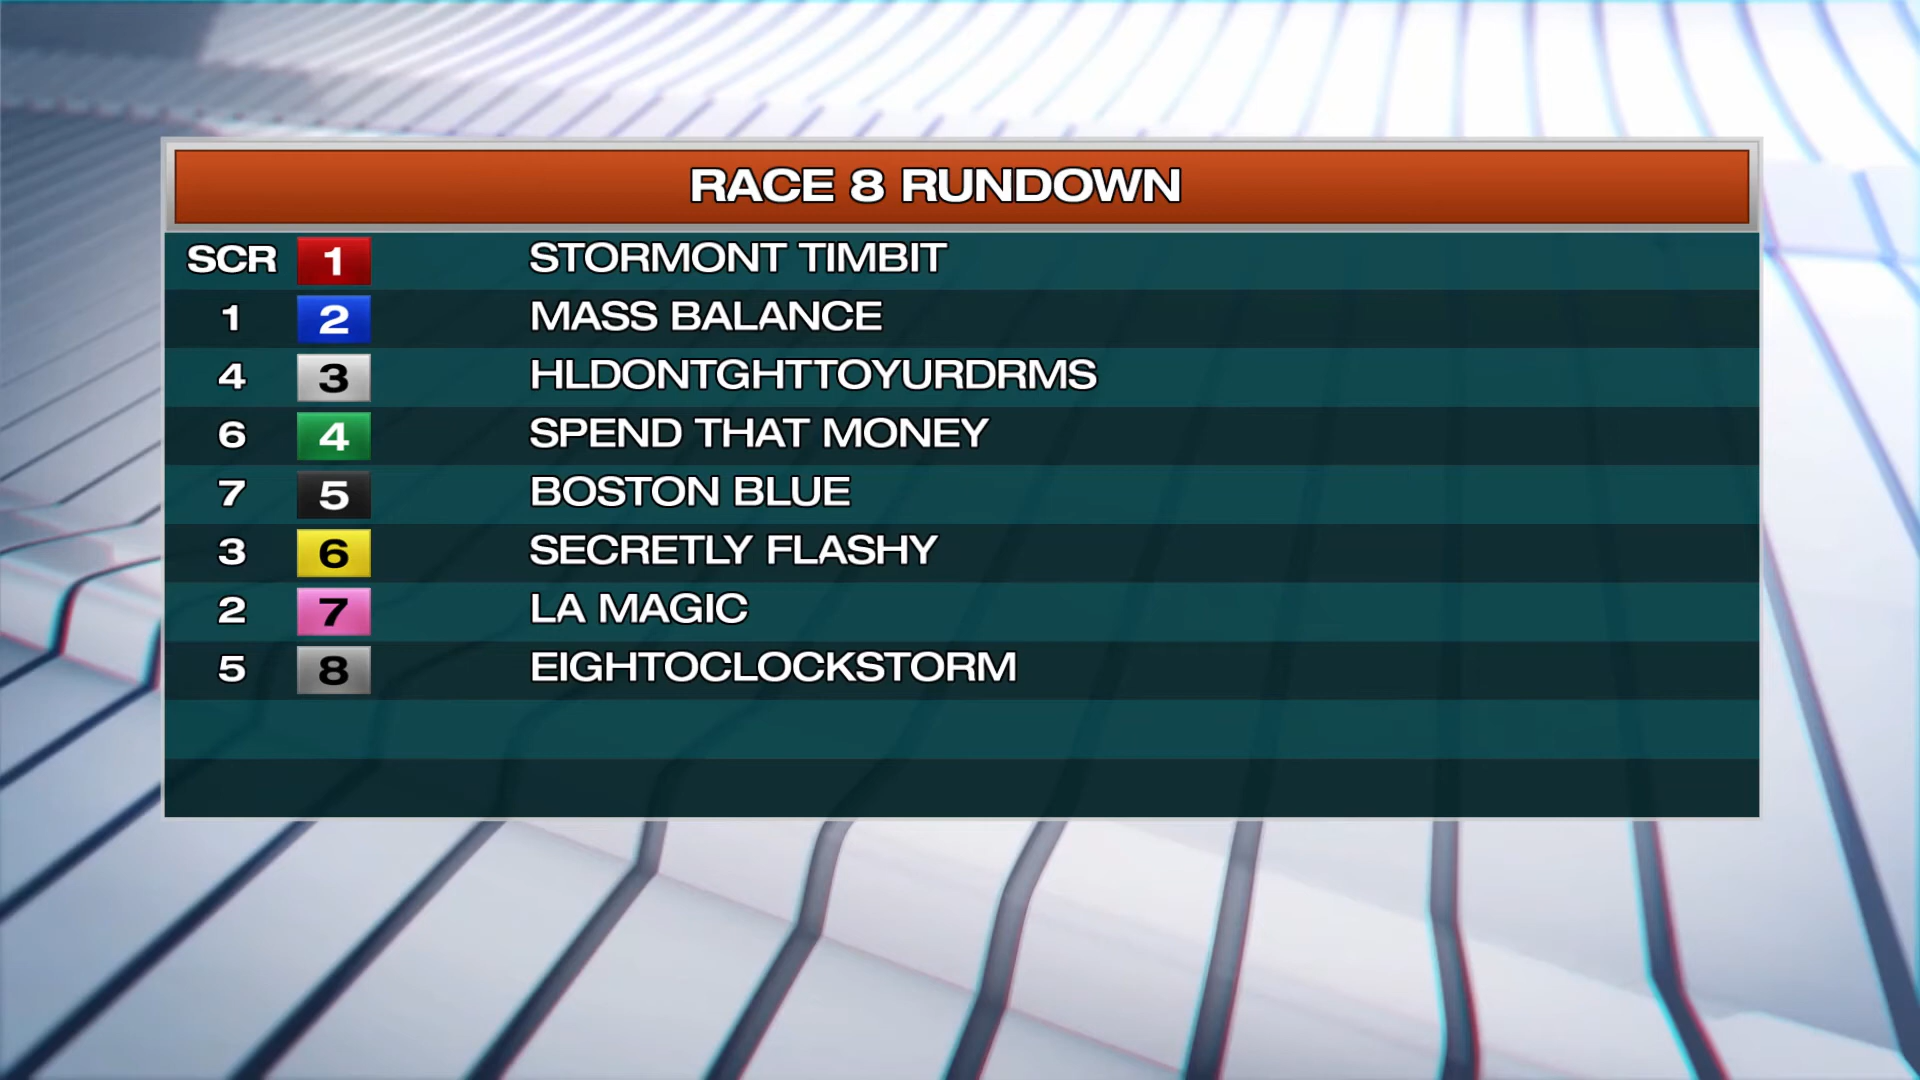 RACE 8 RUNDOWN
SCR 1 STORMONT TIMBIT
1 2 MASS BALANCE
4 3 HLDONTGHTTOYURDRMS
6 4 SPEND THAT MONEY
7 5 BOSTON BLUE
3 6 SECRETLY FLASHY
2 7 LA MAGIC
5 8 EIGHTOCLOCKSTORM